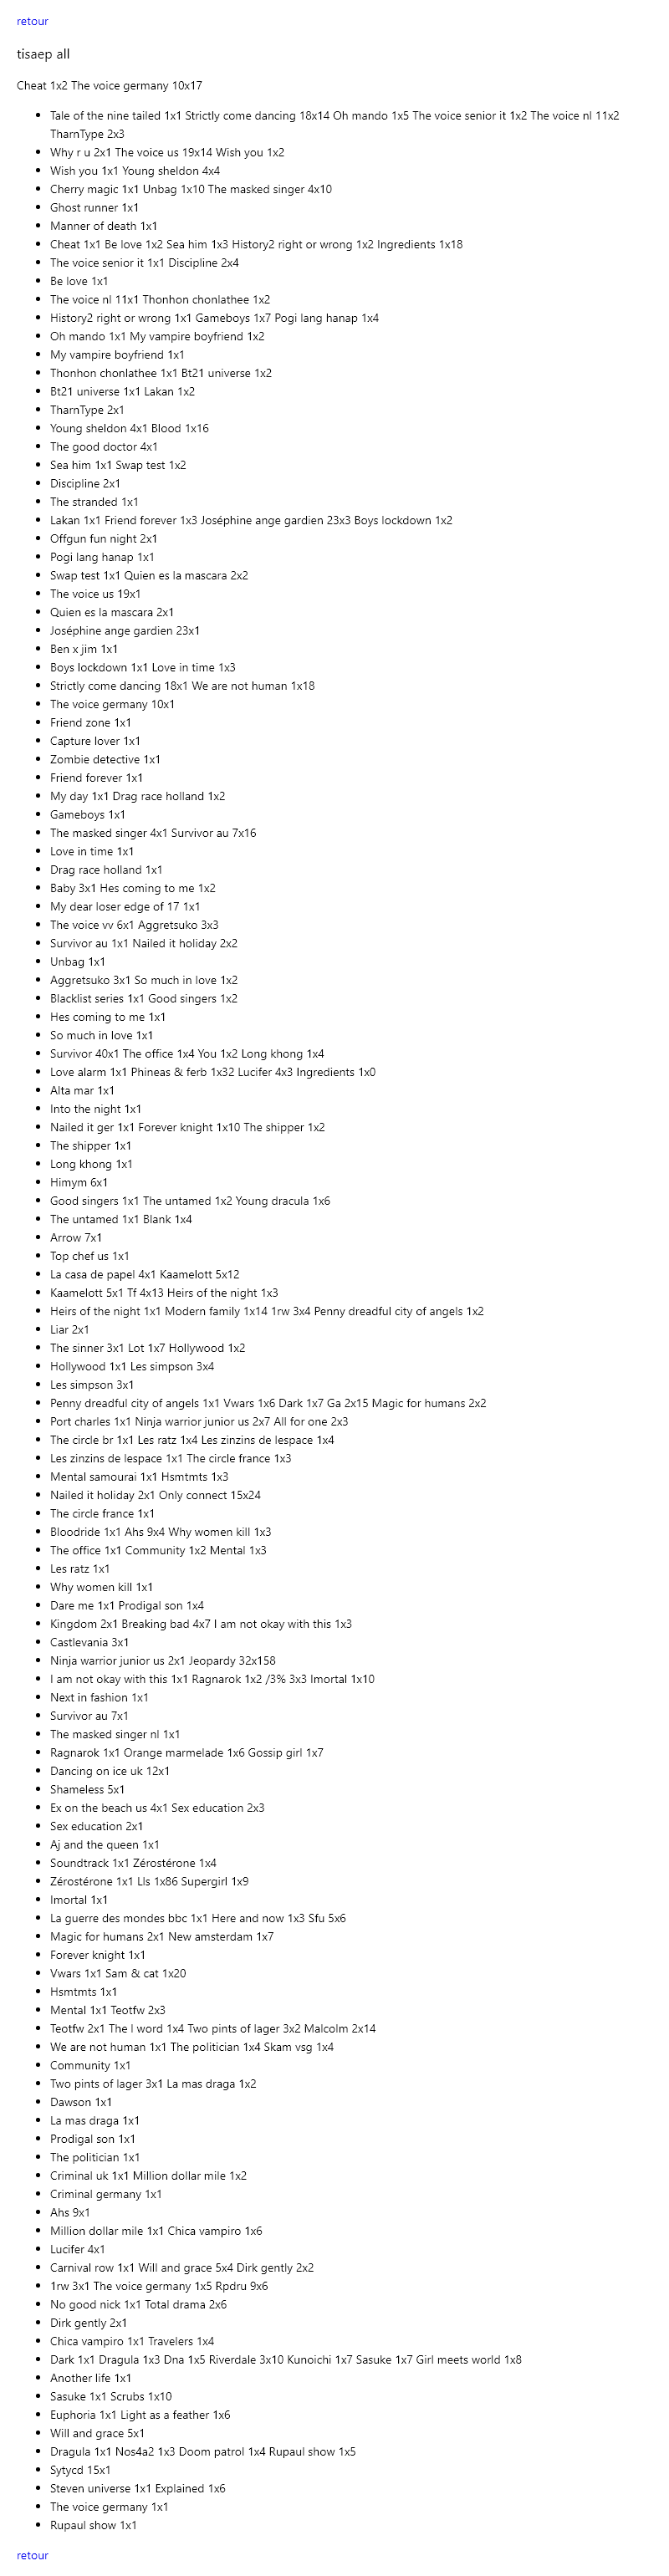 retour
tisaep all
Cheat 1x2 The voice germany 10x17
Tale of the nine tailed 1x1 Strictly come dancing 18x14 Oh mando 1x5 The voice senior it 1x2 The voice nl 11x2
TharnType 2x3
Why r u 2x1 The voice us 19x14 Wish you 1x2
Wish you 1x1 Young sheldon 4x4
Cherry magic 1x1 Unbag 1x10 The masked singer 4x10
Ghost runner 1x1
Manner of death 1x1
Cheat 1x1 Be love 1x2 Sea him 1x3 History2 right or wrong 1x2 Ingredients 1x18
The voice senior it 1x1 Discipline 2x4
Be love 1x1
The voice nl 11x1 Thonhon chonlathee 1x2
History2 right or wrong 1x1 Gameboys 1x7 Pogi lang hanap 1x4
Oh mando 1x1 My vampire boyfriend 1x2
My vampire boyfriend 1x1
Thonhon chonlathee 1x1 Bt21 universe 1x2
Bt21 universe 1x1 Lakan 1x2
TharnType 2x1
Young sheldon 4x1 Blood 1x16
The good doctor 4x1
Sea him 1x1 Swap test 1x2
Discipline 2x1
The stranded 1x1
Lakan 1x1 Friend forever 1x3 Joséphine ange gardien 23x3 Boys lockdown 1x2
Offgun fun night 2x1
Pogi lang hanap 1x1
Swap test 1x1 Quien es la mascara 2x2
The voice us 19x1
Quien es la mascara 2x1
Joséphine ange gardien 23x1
Ben x jim 1x1
Boys lockdown 1x1 Love in time 1x3
Strictly come dancing 18x1 We are not human 1x18
The voice germany 10x1
Friend zone 1x1
Capture lover 1x1
Zombie detective 1x1
Friend forever 1x1
My day 1x1 Drag race holland 1x2
Gameboys 1x1
The masked singer 4x1 Survivor au 7x16
Love in time 1x1
Drag race holland 1x1
Baby 3x1 Hes coming to me 1x2
My dear loser edge of 17 1x1
The voice vv 6x1 Aggretsuko 3x3
Survivor au 1x1 Nailed it holiday 2x2
Unbag 1x1
Aggretsuko 3x1 So much in love 1x2
Blacklist series 1x1 Good singers 1x2
Hes coming to me 1x1
So much in love 1x1
Survivor 40x1 The office 1x4 You 1x2 Long khong 1x4
Love alarm 1x1 Phineas & ferb 1x32 Lucifer 4x3 Ingredients 1x0
Alta mar 1x1
Into the night 1x1
Nailed it ger 1x1 Forever knight 1x10 The shipper 1x2
The shipper 1x1
Long khong 1x1
Himym 6x1
Good singers 1x1 The untamed 1x2 Young dracula 1x6
The untamed 1x1 Blank 1x4
Arrow 7x1
Top chef us 1x1
La casa de papel 4x1 Kaamelott 5x12
Kaamelott 5x1 Tf 4x13 Heirs of the night 1x3
Heirs of the night 1x1 Modern family 1x14 1rw 3x4 Penny dreadful city of angels 1x2
Liar 2x1
The sinner 3x1 Lot 1x7 Hollywood 1x2
Hollywood 1x1 Les simpson 3x4
Les simpson 3x1
Penny dreadful city of angels 1x1 Vwars 1x6 Dark 1x7 Ga 2x15 Magic for humans 2x2
Port charles 1x1 Ninja warrior junior us 2x7 All for one 2x3
The circle br 1x1 Les ratz 1x4 Les zinzins de lespace 1x4
Les zinzins de lespace 1x1 The circle france 1x3
Mental samourai 1x1 Hsmtmts 1x3
Nailed it holiday 2x1 Only connect 15x24
The circle france 1x1
Bloodride 1x1 Ahs 9x4 Why women kill 1x3
The office 1x1 Community 1x2 Mental 1x3
Les ratz 1x1
Why women kill 1x1
Dare me 1x1 Prodigal son 1x4
Kingdom 2x1 Breaking bad 4x7 I am not okay with this 1x3
Castlevania 3x1
Ninja warrior junior us 2x1 Jeopardy 32x158
I am not okay with this 1x1 Ragnarok 1x2 /3% 3x3 Imortal 1x10
Next in fashion 1x1
Survivor au 7x1
The masked singer nl 1x1
Ragnarok 1x1 Orange marmelade 1x6 Gossip girl 1x7
Dancing on ice uk 12x1
Shameless 5x1
Ex on the beach us 4x1 Sex education 2x3
Sex education 2x1
Aj and the queen 1x1
Soundtrack 1x1 Zérostérone 1x4
Zérostérone 1x1 Lls 1x86 Supergirl 1x9
Imortal 1x1
La guerre des mondes bbc 1x1 Here and now 1x3 Sfu 5x6
Magic for humans 2x1 New amsterdam 1x7
Forever knight 1x1
Vwars 1x1 Sam & cat 1x20
Hsmtmts 1x1
Mental 1x1 Teotfw 2x3
Teotfw 2x1 The l word 1x4 Two pints of lager 3x2 Malcolm 2x14
We are not human 1x1 The politician 1x4 Skam vsg 1x4
Community 1x1
Two pints of lager 3x1 La mas draga 1x2
Dawson 1x1
La mas draga 1x1
Prodigal son 1x1
The politician 1x1
Criminal uk 1x1 Million dollar mile 1x2
Criminal germany 1x1
Ahs 9x1
Million dollar mile 1x1 Chica vampiro 1x6
Lucifer 4x1
Carnival row 1x1 Will and grace 5x4 Dirk gently 2x2
1rw 3x1 The voice germany 1x5 Rpdru 9x6
No good nick 1x1 Total drama 2x6
Dirk gently 2x1
Chica vampiro 1x1 Travelers 1x4
Dark 1x1 Dragula 1x3 Dna 1x5 Riverdale 3x10 Kunoichi 1x7 Sasuke 1x7 Girl meets world 1x8
Another life 1x1
Sasuke 1x1 Scrubs 1x10
Euphoria 1x1 Light as a feather 1x6
Will and grace 5x1
Dragula 1x1 Nos4a2 1x3 Doom patrol 1x4 Rupaul show 1x5
Sytycd 15x1
Steven universe 1x1 Explained 1x6
The voice germany 1x1
Rupaul show 1x1
retour